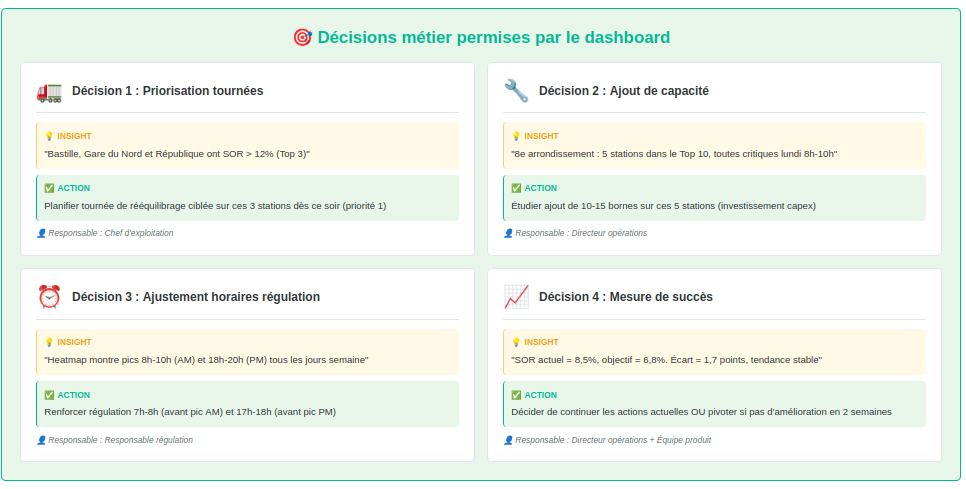 Décisions métier permises par le dashboard
Décision 1 : Priorisation tournées
INSIGHT
"Bastille, Gare du Nord et République ont SOR > 12% (Top 3)"
ACTION
Planifier tournée de rééquilibrage ciblée sur ces 3 stations dès ce soir (priorité 1)
Responsable : Chef d'exploitation
Décision 2 : Ajout de capacité
INSIGHT
"8e arrondissement : 5 stations dans le Top 10, toutes critiques lundi 8h-10h"
ACTION
Étudier ajout de 10-15 bornes sur ces 5 stations (investissement capex)
Responsable : Directeur opérations
Décision 3 : Ajustement horaires régulation
INSIGHT
"Heatmap montre pics 8h-10h (AM) et 18h-20h (PM) tous les jours semaine"
ACTION
Renforcer régulation 7h-8h (avant pic AM) et 17h-18h (avant pic PM)
Responsable : Responsable régulation
Décision 4 : Mesure de succès
INSIGHT
"SOR actuel = 8,5%, objectif = 6,8%. Écart = 1,7 points, tendance stable"
ACTION
Décider de continuer les actions actuelles OU pivoter si pas d'amélioration en 2 semaines
Responsable : Directeur opérations + Équipe produit